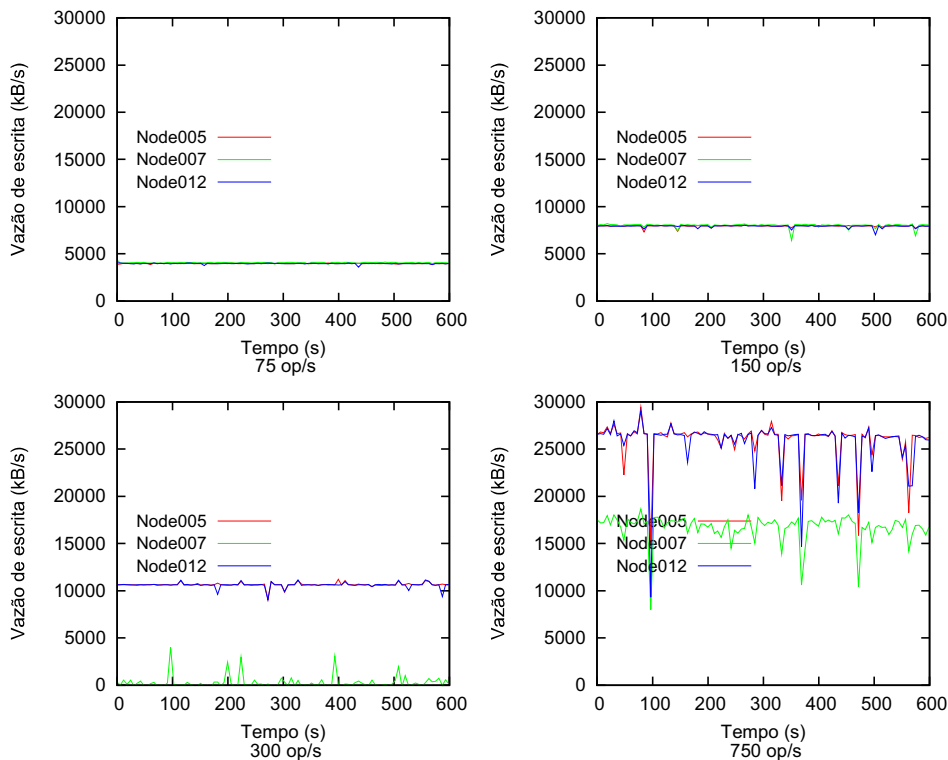 30000
25000
20000
15000
10000
5000
0
Vazão de escrita (kB/s)
Node005
Node007
Node012
0 100 200 300 400 500 600
Tempo (s)
75 op/s
30000
25000
20000
15000
10000
5000
0
Vazão de escrita (kB/s)
Node005
Node007
Node012
0 100 200 300 400 500 600
Tempo (s)
150 op/s
30000
25000
20000
15000
10000
5000
0
Vazão de escrita (kB/s)
Node005
Node007
Node012
0 100 200 300 400 500 600
Tempo (s)
300 op/s
30000
25000
20000
15000
10000
5000
0
Vazão de escrita (kB/s)
Node005
Node007
Node012
0 100 200 300 400 500 600
Tempo (s)
750 op/s